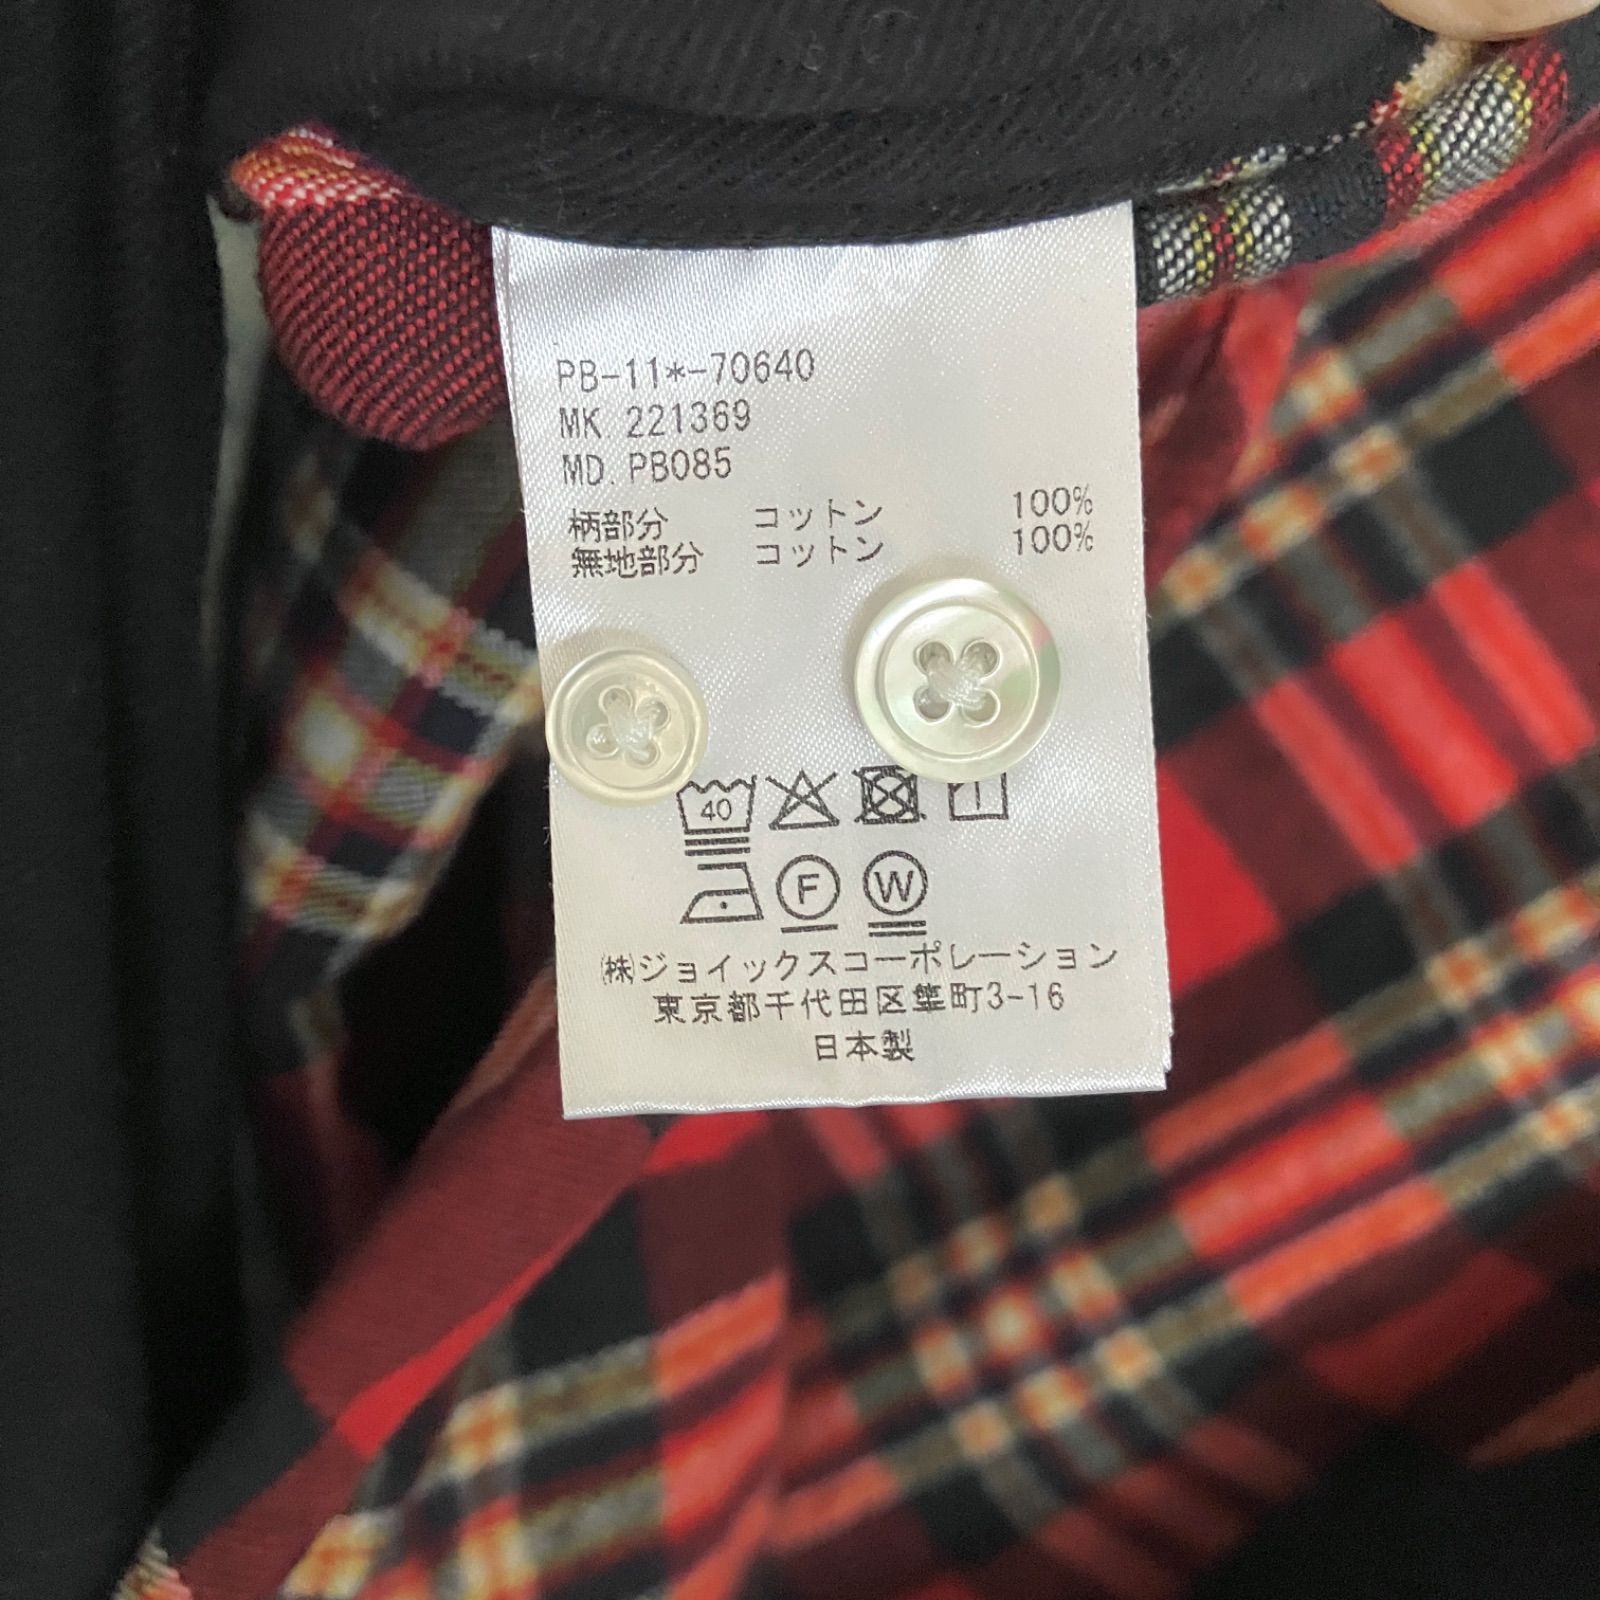 PB-11*-70640
MK. 221369
MD. PB085
柄部分 コットン 100%
無地部分 コットン 100%
40
F W
㈱ジョイックスコーポレーション
東京都千代田区隼町3-16
日本製